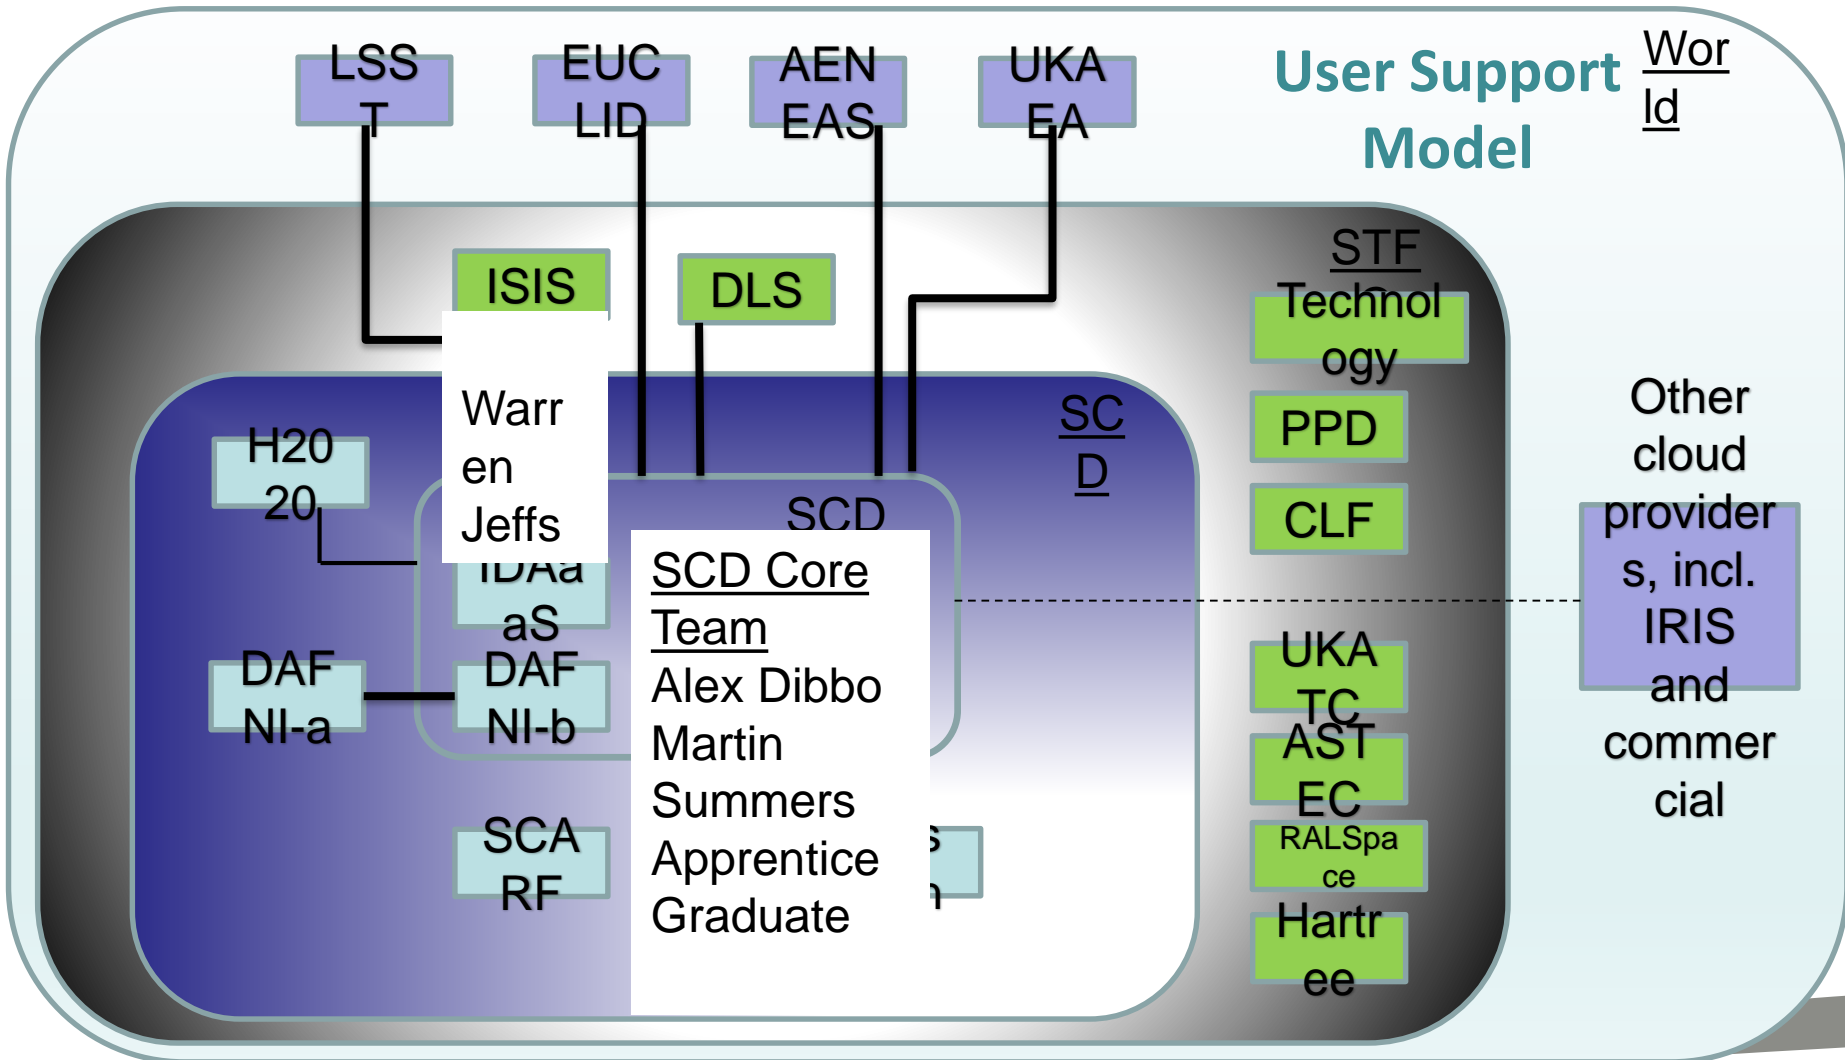 LSS
T
EUC
LID
AEN
EAS
UKA
EA
User Support
Model
Wor
ld
STF
ISIS
DLS
Technol
ogy
Warr
en
Jeffs
SC
D
PPD
H20
20
CLF
Other
cloud
provider
s, incl.
IRIS
and
commer
cial
SCD
IDAa
aS
SCD Core
Team
Alex Dibbo
Martin
Summers
Apprentice
Graduate
DAF
NI-a
DAF
NI-b
UKA
TC
AST
EC
SCA
RF
RALSpa
ce
Hartr
ee